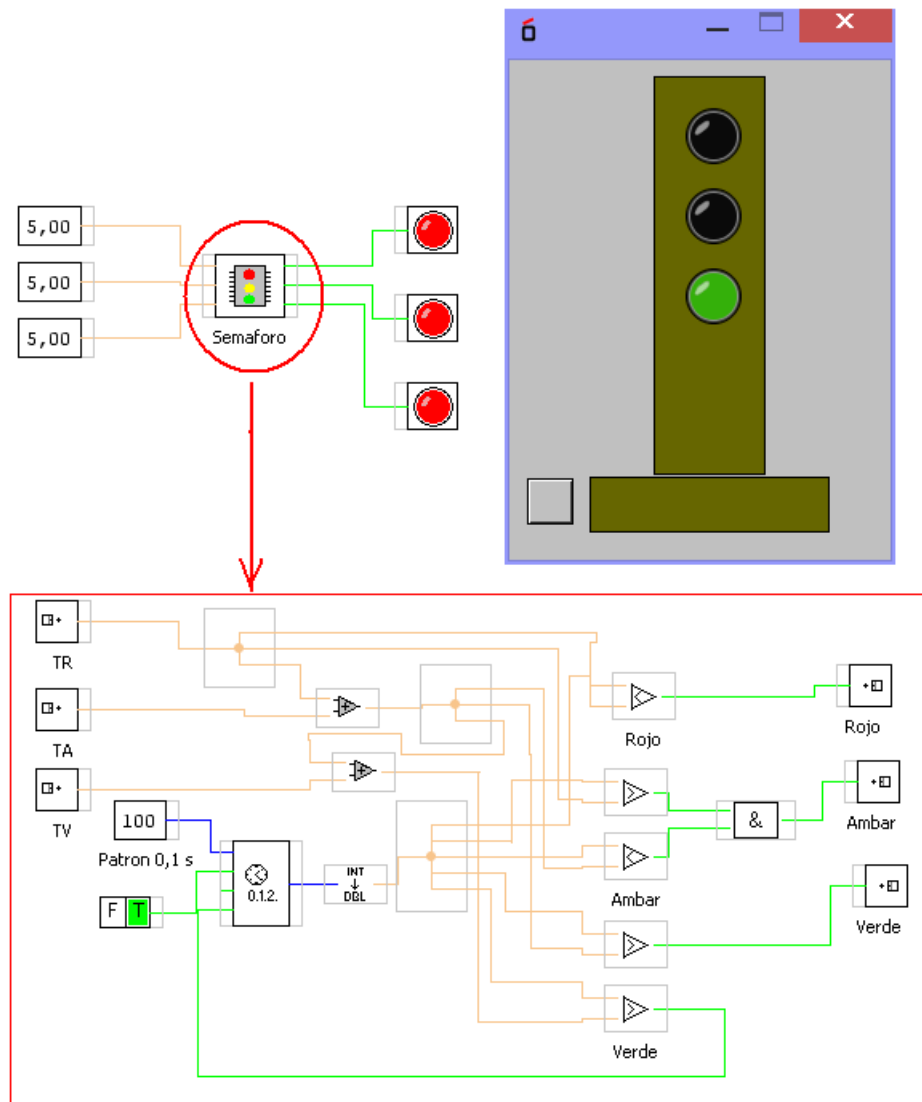 5,00
5,00
5,00
Semaforo
TR
TA
TV
100
Patron 0,1 s
F T
0.1.2.
INT
DBL
Rojo
Ambar
Verde
&
Rojo
Ambar
Verde